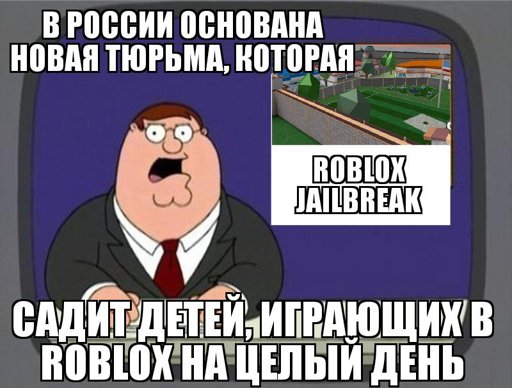 В РОССИИ ОСНОВАНА
НОВАЯ ТЮРЬМА, КОТОРАЯ
ROBLOX
JAILBREAK
САДИТ ДЕТЕЙ, ИГРАЮЩИХ В
ROBLOX НА ЦЕЛЫЙ ДЕНЬ